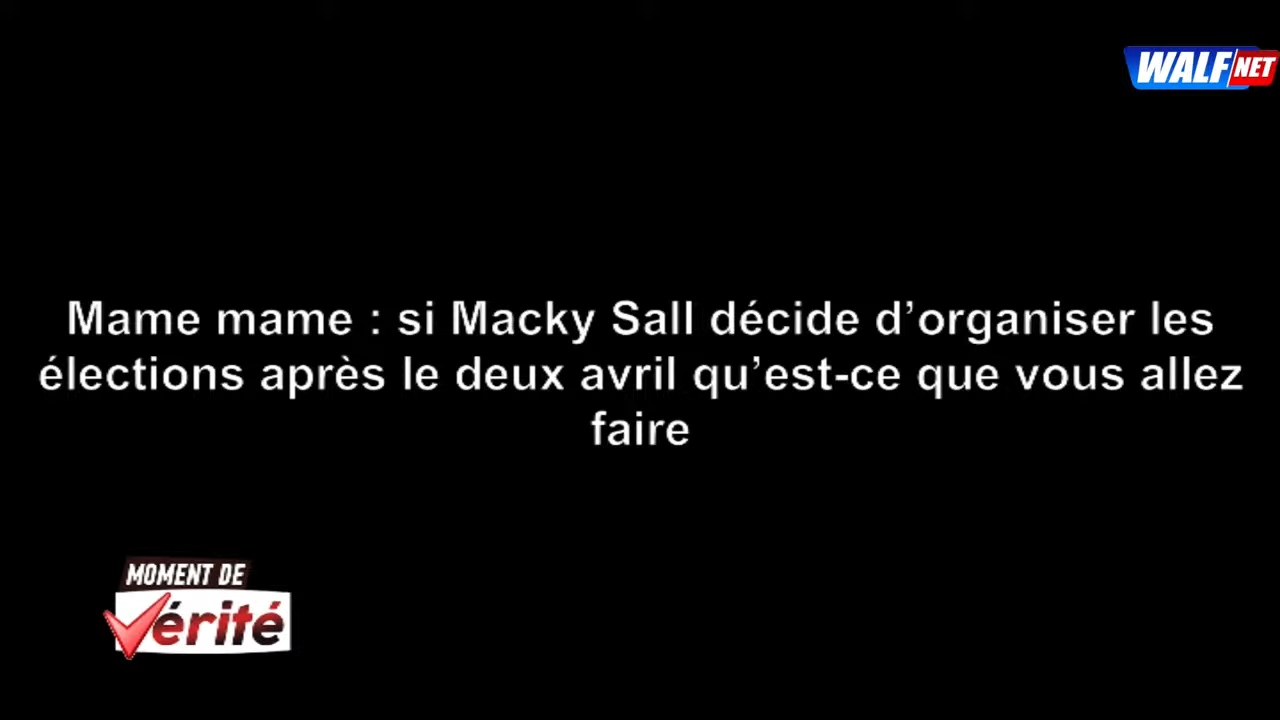 WALF NET
Mame mame : si Macky Sall décide d’organiser les
élections après le deux avril qu’est-ce que vous allez
faire
MOMENT DE
Vérité